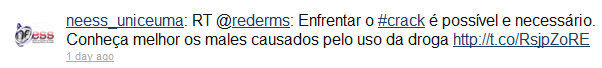 neess
neess_uniceuma: RT @rederms: Enfrentar o #crack é possível e necessário.
Conheça melhor os males causados pelo uso da droga http://t.co/RsjpZoRE
1 day ago